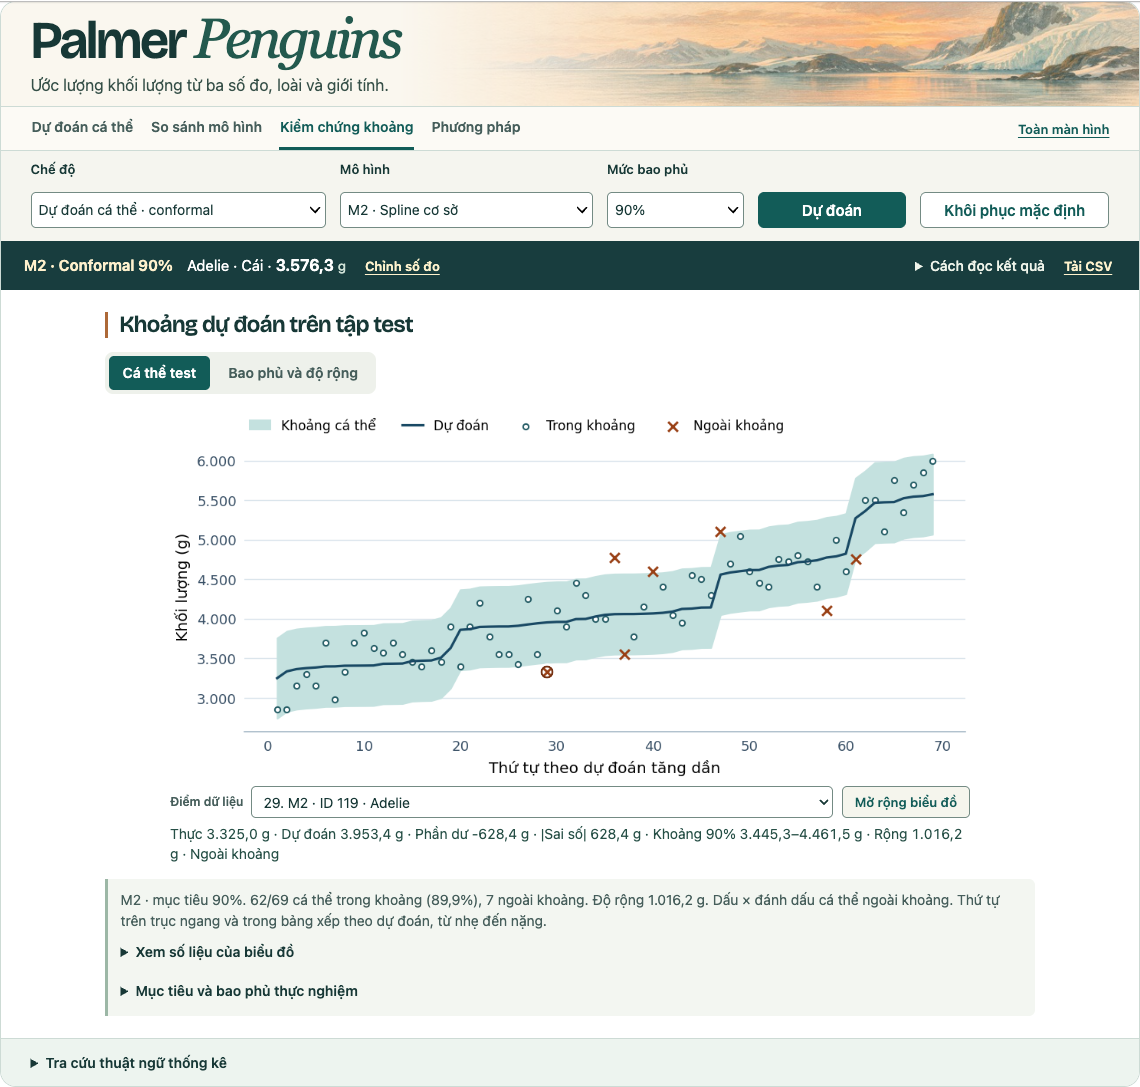 Palmer Penguins
Ước lượng khối lượng từ ba số đo, loài và giới tính.
Dự đoán cá thể So sánh mô hình Kiểm chứng khoảng Phương pháp Toàn màn hình
Chế độ Mô hình Mức bao phủ
Dự đoán cá thể · conformal M2 · Spline cơ sở 90% Dự đoán Khôi phục mặc định
M2 · Conformal 90% Adelie · Cái · 3.576,3 g Chỉnh số đo ▶ Cách đọc kết quả Tải CSV
Khoảng dự đoán trên tập test
Cá thể test Bao phủ và độ rộng
Khoảng cá thể Dự đoán Trong khoảng Ngoài khoảng
Khối lượng (g)
6.000
5.500
5.000
4.500
4.000
3.500
3.000
0 10 20 30 40 50 60 70
Thứ tự theo dự đoán tăng dần
Điểm dữ liệu 29. M2 · ID 119 · Adelie Mở rộng biểu đồ
Thực 3.325,0 g · Dự đoán 3.953,4 g · Phần dư -628,4 g · |Sai số| 628,4 g · Khoảng 90% 3.445,3–4.461,5 g · Rộng 1.016,2
g · Ngoài khoảng
M2 · mục tiêu 90%. 62/69 cá thể trong khoảng (89,9%), 7 ngoài khoảng. Độ rộng 1.016,2 g. Dấu × đánh dấu cá thể ngoài khoảng. Thứ tự
trên trục ngang và trong bảng xếp theo dự đoán, từ nhẹ đến nặng.
▶ Xem số liệu của biểu đồ
▶ Mục tiêu và bao phủ thực nghiệm
▶ Tra cứu thuật ngữ thống kê